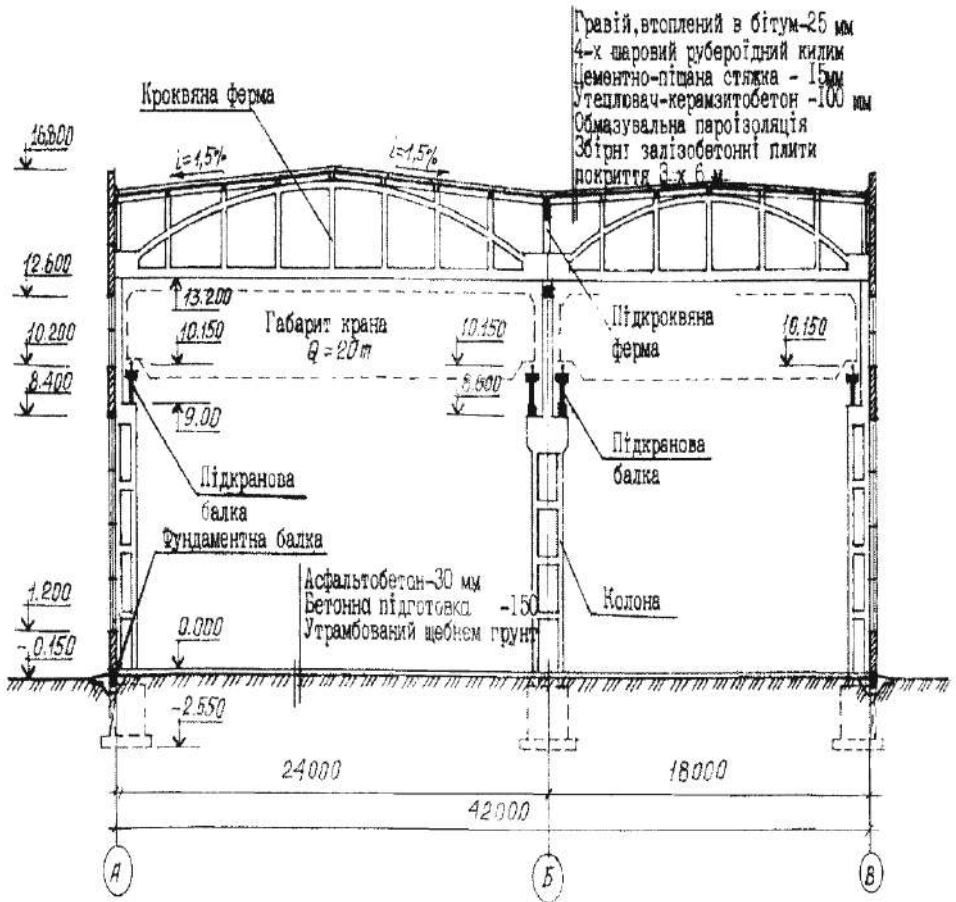 Гравій, втоплений в бітум-25 мм
4-х шаровий рубероїдний килим
Цементно-піщана стяжка - 15мм
Утеплювач-керамзитобетон -100 мм
Обмазувальна пароізоляція
Збірні залізобетонні плити
покриття 3 х 6 м
Кроквяна ферма
16.800
i=1,5%
i=1,5%
12.600
13.200
Габарит крана
Q = 20 т
Підкроквяна
ферма
10.200
10.150
10.150
10.150
8.400
9.00
8.800
Підкранова
балка
Підкранова
балка
Фундаментна балка
Асфальтобетон-30 мм
Бетонна підготовка -150
Утрамбований щебнем грунт
Колона
1.200
0.000
-0.150
-2.550
24000
18000
42000
А
Б
В